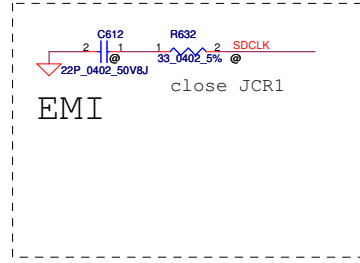 C612 R632
2 1 1 2 SDCLK
@ 33_0402_5% @
22P_0402_50V8J
close JCR1
EMI